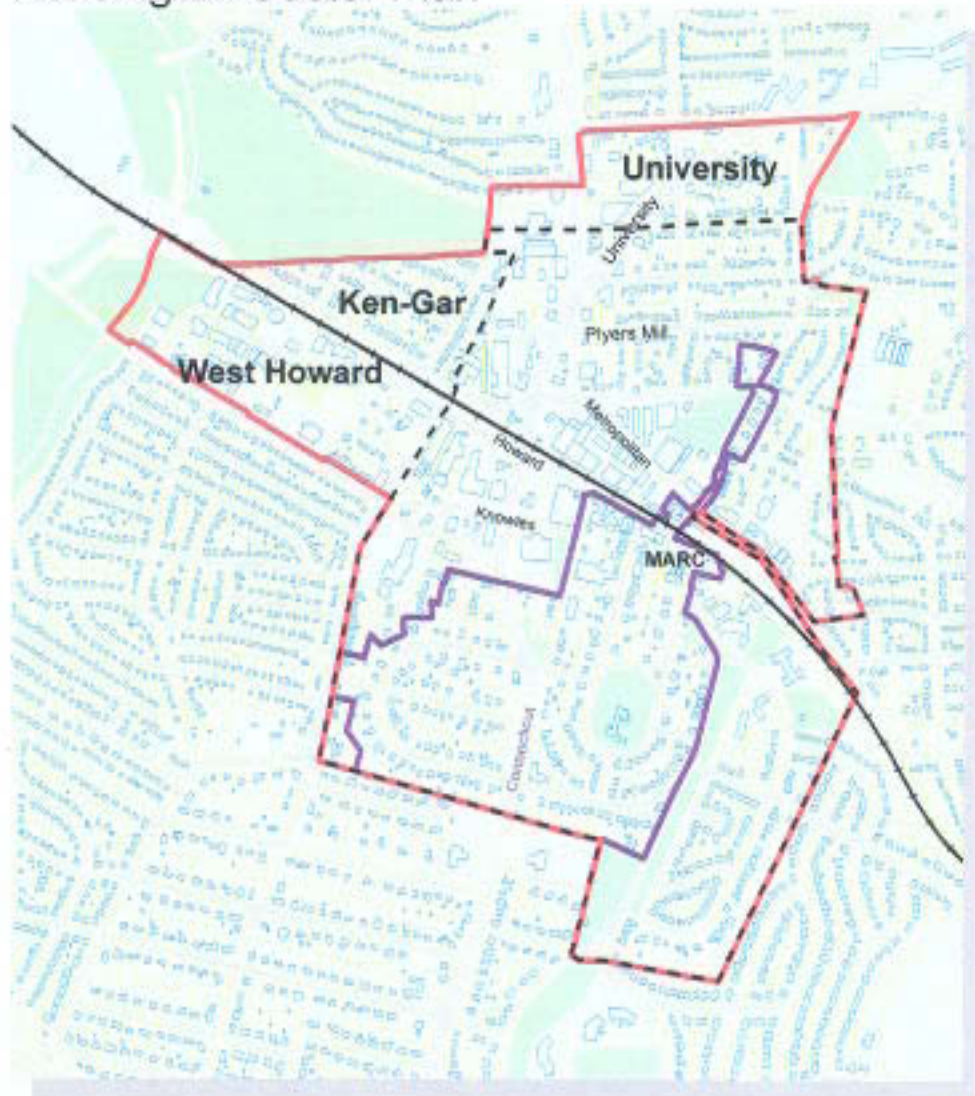 University
University
Ken-Gar
Plyers Mill
West Howard
Metropolitan
Howard
Knowles
MARC
Connecticut